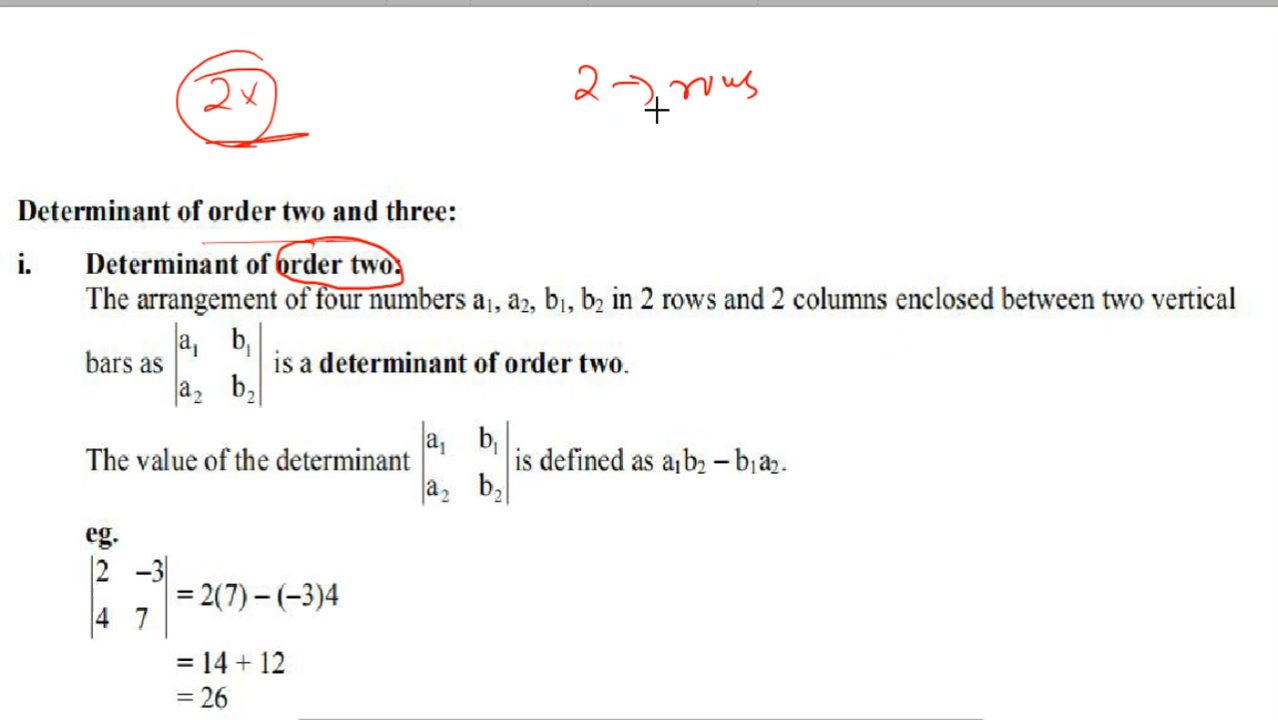 2x
2 → rows
Determinant of order two and three:
i. Determinant of order two:
The arrangement of four numbers a₁, a₂, b₁, b₂ in 2 rows and 2 columns enclosed between two vertical
bars as |a₁ b₁
a₂ b₂| is a determinant of order two.
The value of the determinant |a₁ b₁
a₂ b₂| is defined as a₁b₂ – b₁a₂.
eg.
|2 –3
4 7| = 2(7) – (–3)4
= 14 + 12
= 26